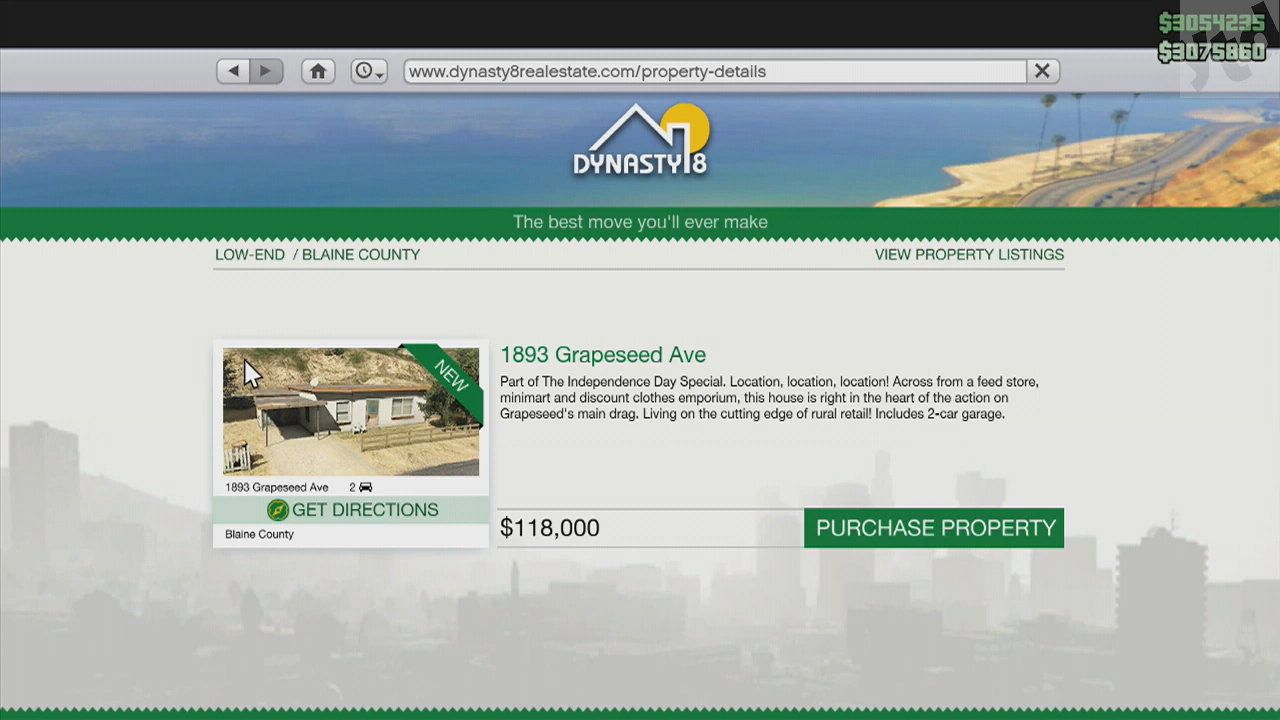 $3054235
$3075860
www.dynasty8realestate.com/property-details
DYNASTY 8
The best move you'll ever make
LOW-END / BLAINE COUNTY
VIEW PROPERTY LISTINGS
NEW
1893 Grapeseed Ave 2
GET DIRECTIONS
Blaine County
1893 Grapeseed Ave
Part of The Independence Day Special. Location, location, location! Across from a feed store,
minimart and discount clothes emporium, this house is right in the heart of the action on
Grapeseed's main drag. Living on the cutting edge of rural retail! Includes 2-car garage.
$118,000
PURCHASE PROPERTY